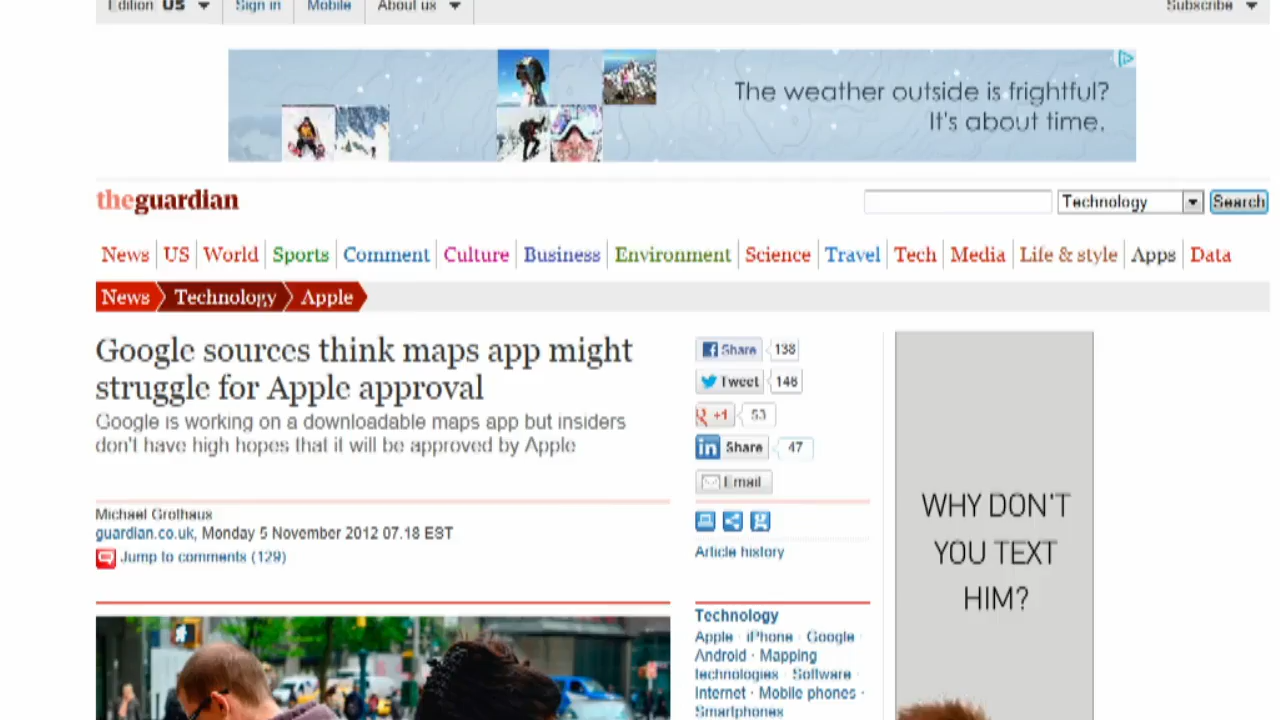 Edition US
Sign in
Mobile
About us
Subscribe
The weather outside is frightful?
It's about time.
theguardian
Technology
Search
News
US
World
Sports
Comment
Culture
Business
Environment
Science
Travel
Tech
Media
Life & style
Apps
Data
News
Technology
Apple
Google sources think maps app might
struggle for Apple approval
Google is working on a downloadable maps app but insiders
don't have high hopes that it will be approved by Apple
Michael Grothaus
guardian.co.uk, Monday 5 November 2012 07.18 EST
Jump to comments (129)
Share 138
Tweet 146
+1 53
in Share 47
Email
Article history
Technology
Apple · iPhone · Google ·
Android · Mapping
technologies · Software ·
Internet · Mobile phones ·
Smartphones
WHY DON'T
YOU TEXT
HIM?